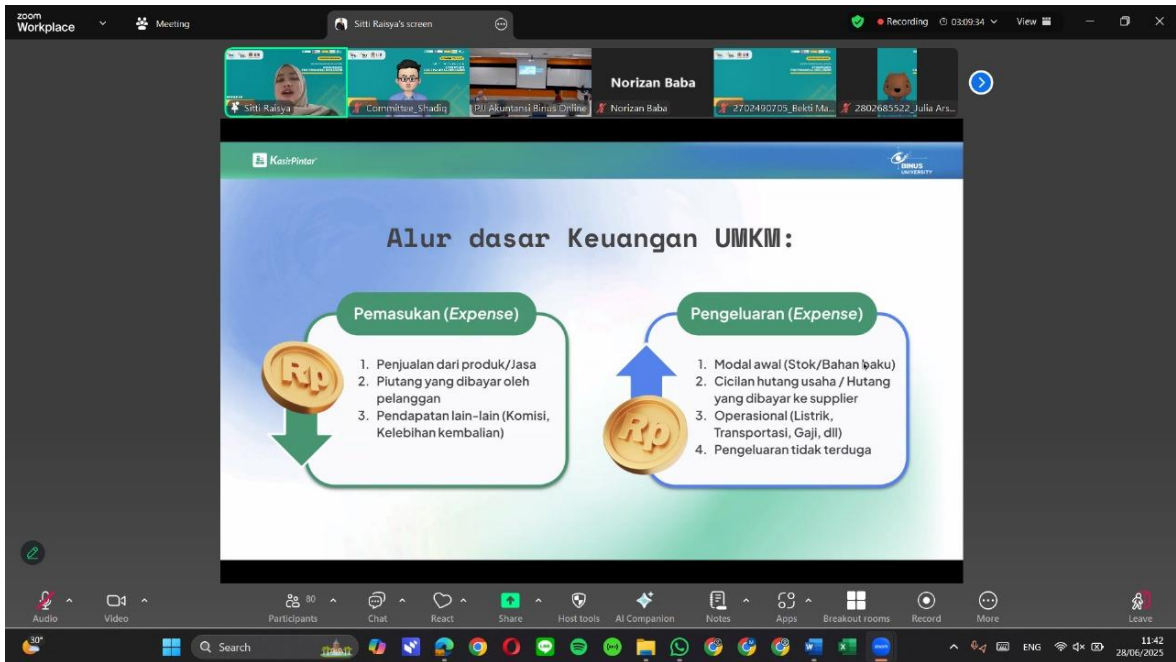 zoom
Workplace
Meeting
Sitti Raisya's screen
Recording
03:09:34
View
Sitti Raisya
Committee_Shadiq
PJJ Akuntansi Binus Online
Norizan Baba
Norizan Baba
2702490705_Bekti Ma...
2802685522_Julia Ars...
KasirPintar
BINUS
UNIVERSITY
Alur dasar Keuangan UMKM:
Pemasukan (Expense)
1. Penjualan dari produk/Jasa
2. Piutang yang dibayar oleh
pelanggan
3. Pendapatan lain-lain (Komisi,
Kelebihan kembalian)
Rp
Pengeluaran (Expense)
1. Modal awal (Stok/Bahan baku)
2. Cicilan hutang usaha / Hutang
yang dibayar ke supplier
3. Operasional (Listrik,
Transportasi, Gaji, dll)
4. Pengeluaran tidak terduga
Rp
Audio
Video
Participants
80
Chat
React
Share
Host tools
AI Companion
Notes
Apps
Breakout rooms
Record
More
Leave
30°
Search
ENG
11:42
28/06/2025